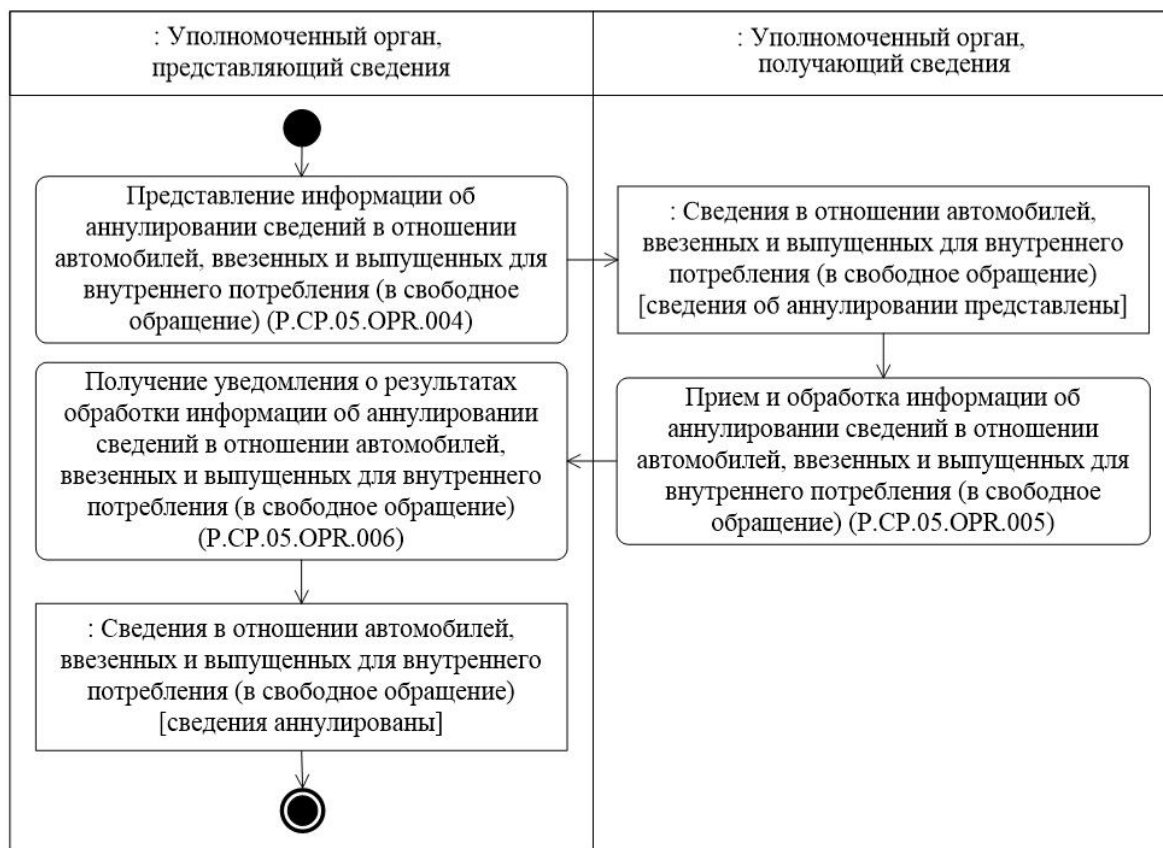 : Уполномоченный орган,
представляющий сведения
: Уполномоченный орган,
получающий сведения
Представление информации об
аннулировании сведений в отношении
автомобилей, ввезенных и выпущенных для
внутреннего потребления (в свободное
обращение) (P.CP.05.OPR.004)
: Сведения в отношении автомобилей,
ввезенных и выпущенных для внутреннего
потребления (в свободное обращение)
[сведения об аннулировании представлены]
Прием и обработка информации об
аннулировании сведений в отношении
автомобилей, ввезенных и выпущенных для
внутреннего потребления (в свободное
обращение) (P.CP.05.OPR.005)
Получение уведомления о результатах
обработки информации об аннулировании
сведений в отношении автомобилей,
ввезенных и выпущенных для внутреннего
потребления (в свободное обращение)
(P.CP.05.OPR.006)
: Сведения в отношении автомобилей,
ввезенных и выпущенных для внутреннего
потребления (в свободное обращение)
[сведения аннулированы]